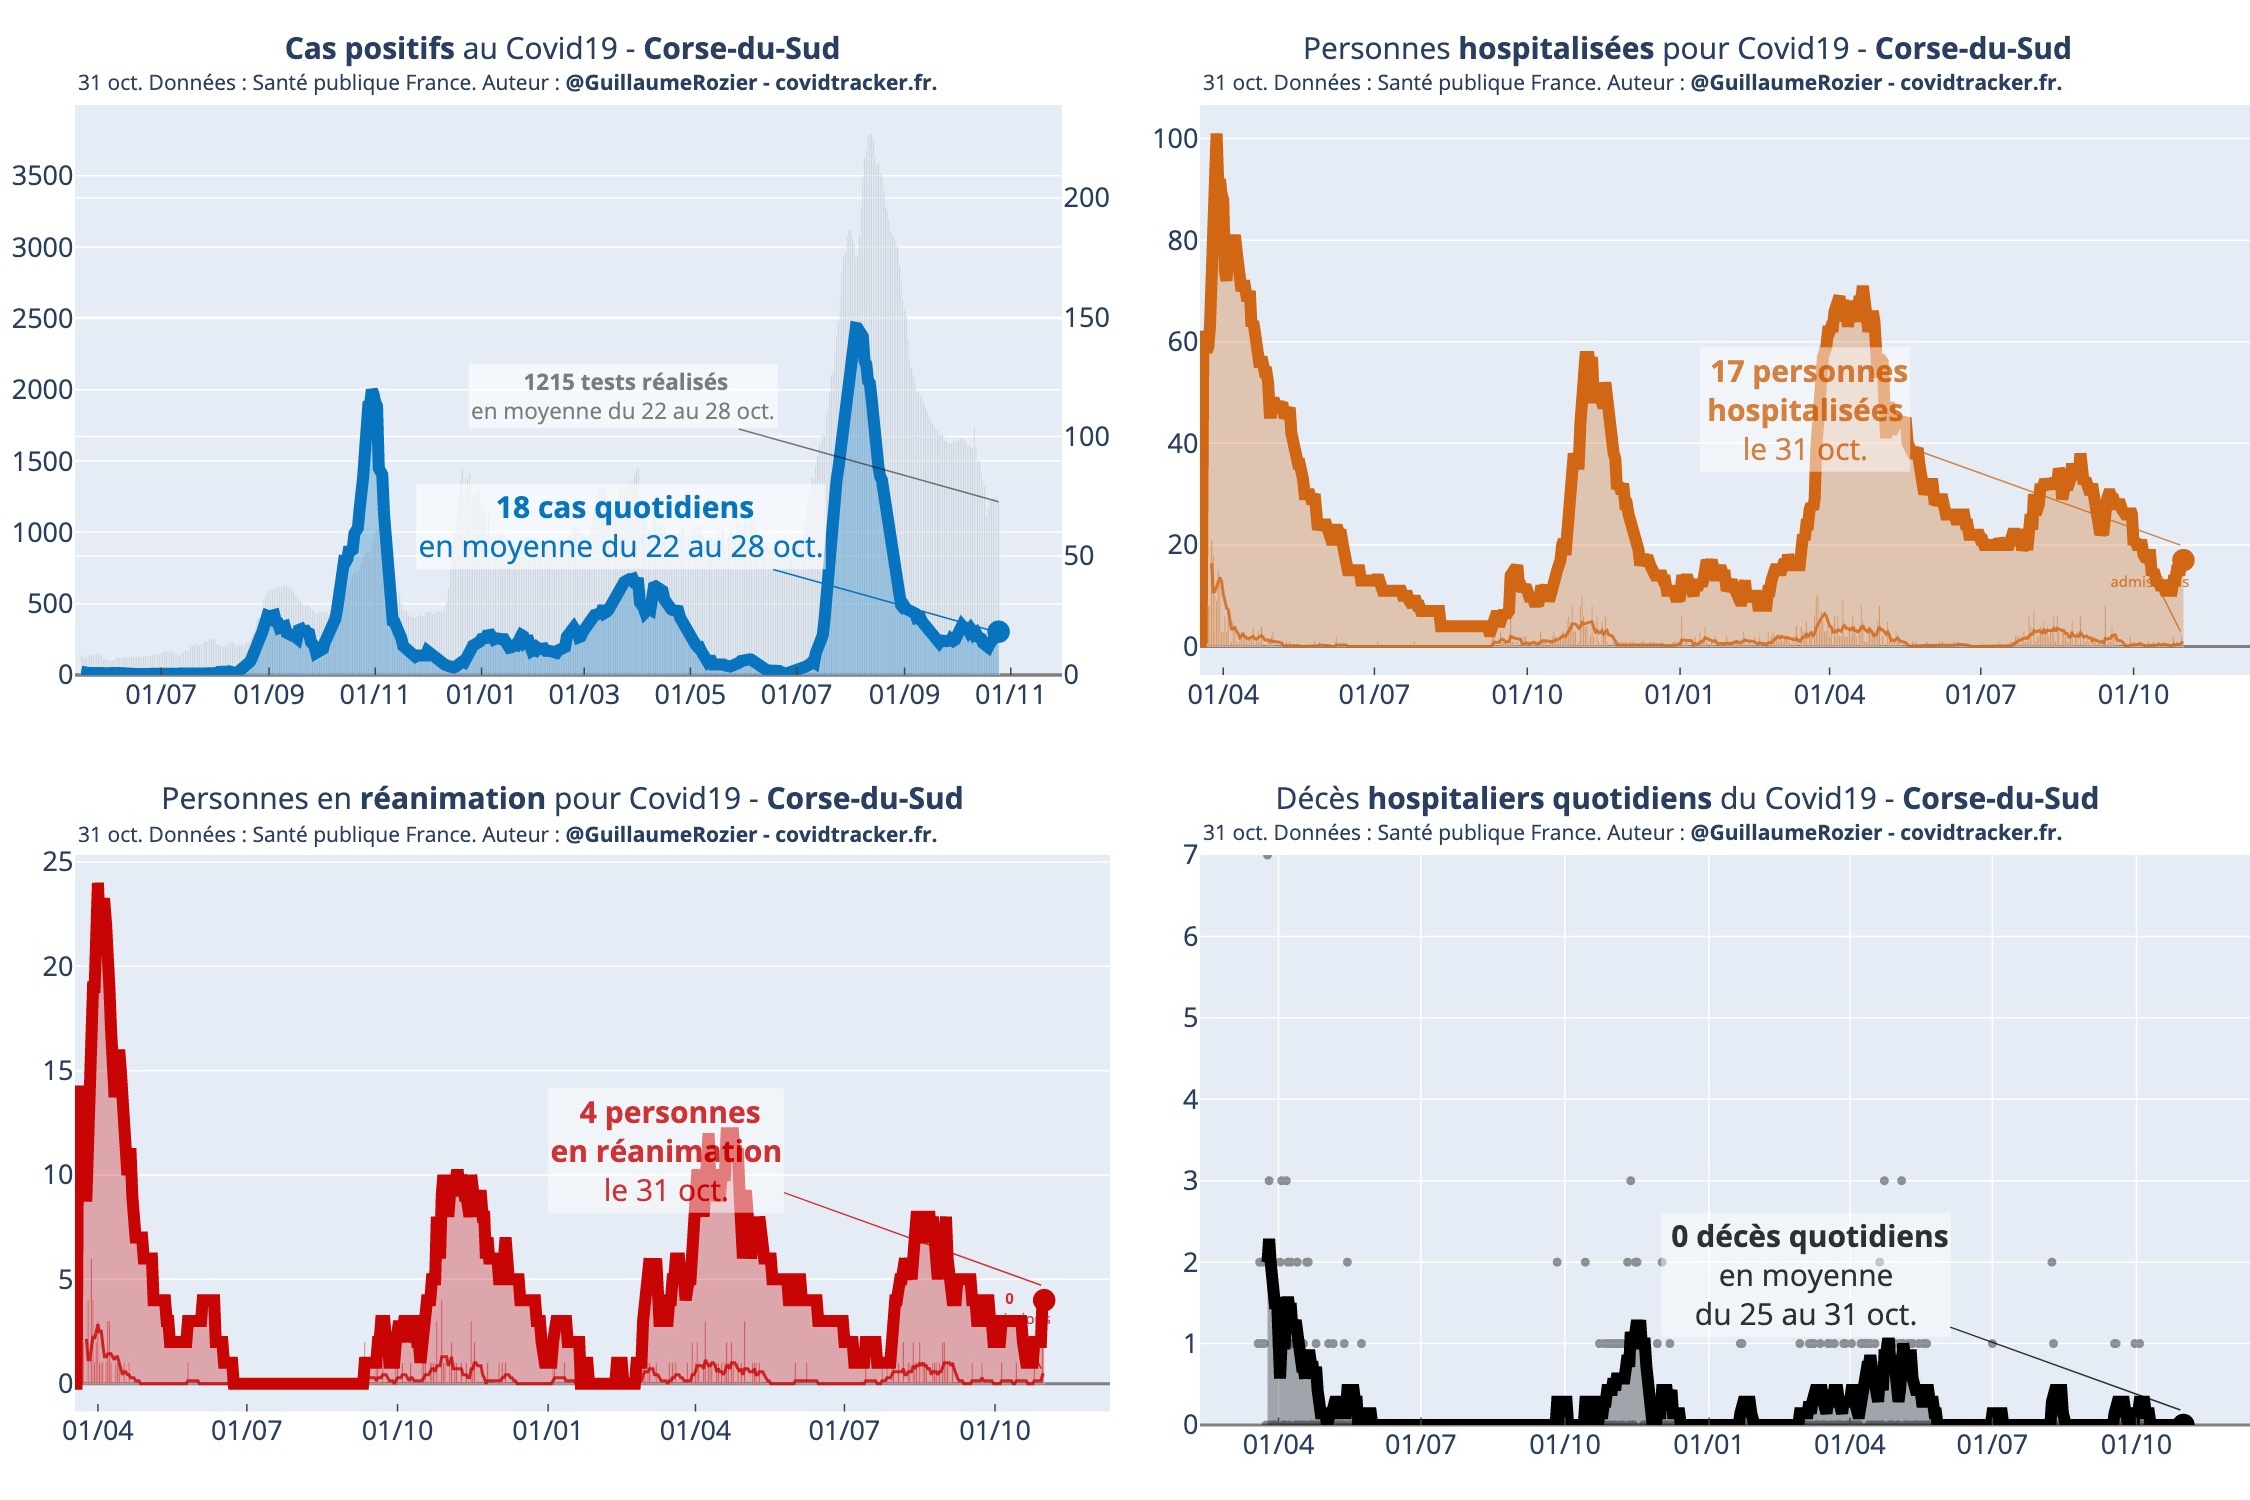 Cas positifs au Covid19 - Corse-du-Sud
31 oct. Données : Santé publique France. Auteur : @GuillaumeRozier - covidtracker.fr.
3500
3000
2500
2000
1500
1000
500
0
200
150
100
50
0
1215 tests réalisés
en moyenne du 22 au 28 oct.
18 cas quotidiens
en moyenne du 22 au 28 oct.
01/07 01/09 01/11 01/01 01/03 01/05 01/07 01/09 01/11
Personnes hospitalisées pour Covid19 - Corse-du-Sud
31 oct. Données : Santé publique France. Auteur : @GuillaumeRozier - covidtracker.fr.
100
80
60
40
20
0
17 personnes
hospitalisées
le 31 oct.
01/04 01/07 01/10 01/01 01/04 01/07 01/10
Personnes en réanimation pour Covid19 - Corse-du-Sud
31 oct. Données : Santé publique France. Auteur : @GuillaumeRozier - covidtracker.fr.
25
20
15
10
5
0
4 personnes
en réanimation
le 31 oct.
0
01/04 01/07 01/10 01/01 01/04 01/07 01/10
Décès hospitaliers quotidiens du Covid19 - Corse-du-Sud
31 oct. Données : Santé publique France. Auteur : @GuillaumeRozier - covidtracker.fr.
7
6
5
4
3
2
1
0
0 décès quotidiens
en moyenne
du 25 au 31 oct.
01/04 01/07 01/10 01/01 01/04 01/07 01/10